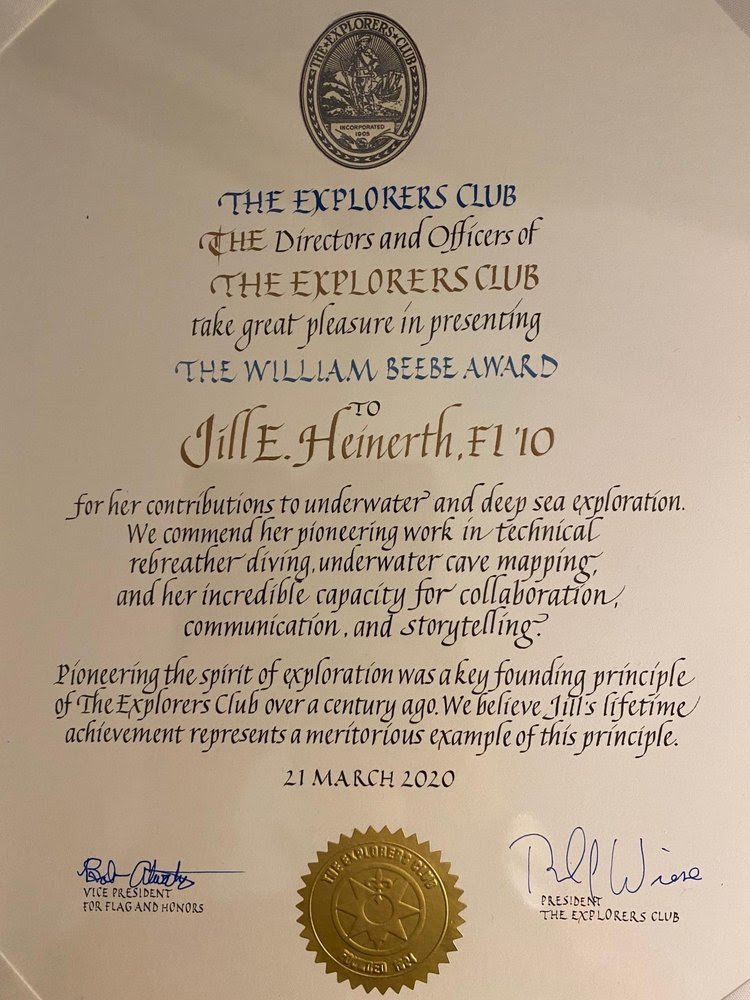 THE EXPLORERS CLUB
INCORPORATED
1905
THE EXPLORERS CLUB
THE Directors and Officers of
THE EXPLORERS CLUB
take great pleasure in presenting
THE WILLIAM BEEBE AWARD
TO
Jill E. Heinerth, FI '10
for her contributions to underwater and deep sea exploration.
We commend her pioneering work in technical
rebreather diving, underwater cave mapping,
and her incredible capacity for collaboration,
communication, and storytelling.
Pioneering the spirit of exploration was a key founding principle
of The Explorers Club over a century ago. We believe Jill's lifetime
achievement represents a meritorious example of this principle.
21 MARCH 2020
VICE PRESIDENT
FOR FLAG AND HONORS
THE EXPLORERS CLUB
FOUNDED 1904
Wiese
PRESIDENT
THE EXPLORERS CLUB